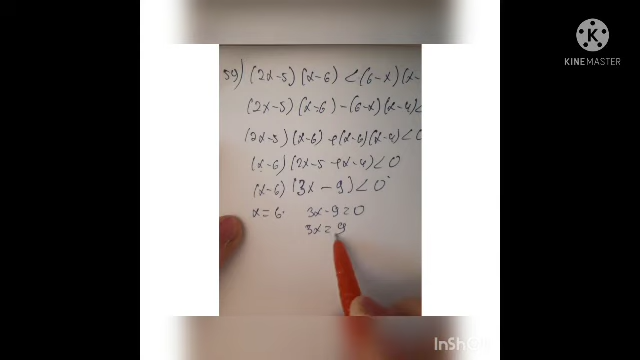 KINEMASTER
59) (2x-5)(x-6)<(6-x)(x-
(2x-5)(x-6)-(6-x)(x-4)<
(2x-5)(x-6)+(x-6)(x-4)<0
(x-6)(2x-5+x-4)<0
(x-6)(3x-9)<0
x=6. 3x-9=0
3x=9
InShO